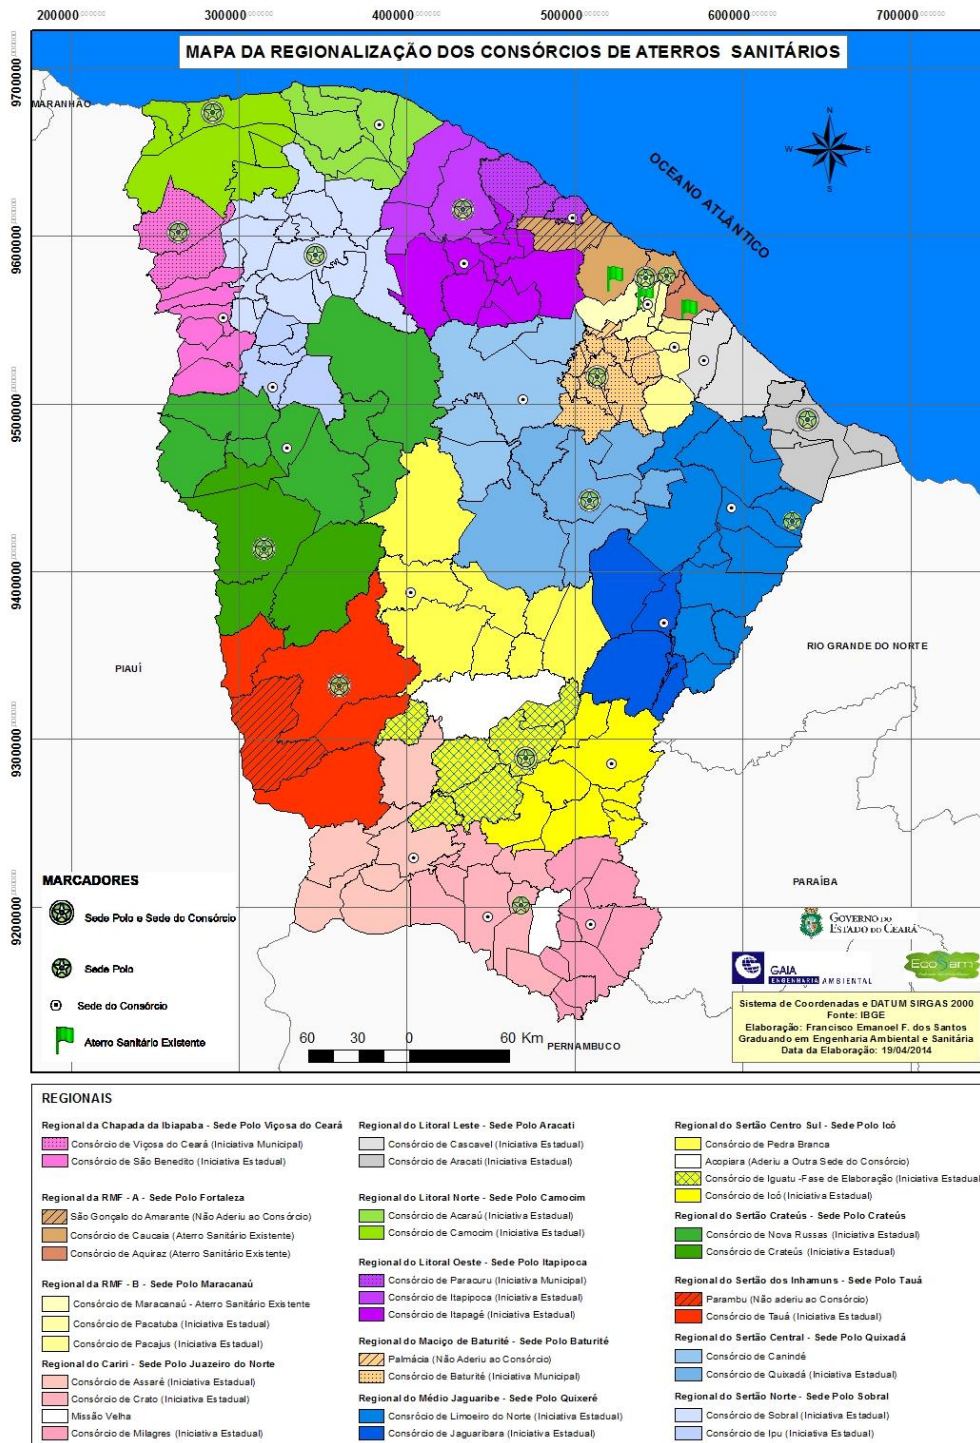 200000 300000 400000 500000 600000 700000
MAPA DA REGIONALIZAÇÃO DOS CONSÓRCIOS DE ATERROS SANITÁRIOS
9700000
9600000
9500000
9400000
9300000
9200000
MARANHÃO
N
W E
S
OCEANO ATLÂNTICO
PIAUÍ
RIO GRANDE DO NORTE
PARAÍBA
PERNAMBUCO
MARCADORES
Sede Polo e Sede do Consórcio
Sede Polo
Sede do Consórcio
Aterro Sanitário Existente
60 30 0 60 Km
GOVERNO DO
ESTADO DO CEARÁ
GAIA
ENGENHARIA AMBIENTAL
EcoSam
Sistema de Coordenadas e DATUM SIRGAS 2000
Fonte: IBGE
Elaboração: Francisco Emanoel F. dos Santos
Graduando em Engenharia Ambiental e Sanitária
Data da Elaboração: 19/04/2014
REGIONAIS
Regional da Chapada da Ibiapaba - Sede Polo Viçosa do Ceará
Consórcio de Viçosa do Ceará (Iniciativa Municipal)
Consórcio de São Benedito (Iniciativa Estadual)
Regional da RMF - A - Sede Polo Fortaleza
São Gonçalo do Amarante (Não Aderiu ao Consórcio)
Consórcio de Caucaia (Aterro Sanitário Existente)
Consórcio de Aquiraz (Aterro Sanitário Existente)
Regional da RMF - B - Sede Polo Maracanaú
Consórcio de Maracanaú - Aterro Sanitário Existente
Consórcio de Pacatuba (Iniciativa Estadual)
Consórcio de Pacajus (Iniciativa Estadual)
Regional do Cariri - Sede Polo Juazeiro do Norte
Consórcio de Assaré (Iniciativa Estadual)
Consórcio de Crato (Iniciativa Estadual)
Missão Velha
Consórcio de Milagres (Iniciativa Estadual)
Regional do Litoral Leste - Sede Polo Aracati
Consórcio de Cascavel (Iniciativa Estadual)
Consórcio de Aracati (Iniciativa Estadual)
Regional do Litoral Norte - Sede Polo Camocim
Consórcio de Acaraú (Iniciativa Estadual)
Consórcio de Camocim (Iniciativa Estadual)
Regional do Litoral Oeste - Sede Polo Itapipoca
Consórcio de Paracuru (Iniciativa Municipal)
Consórcio de Itapipoca (Iniciativa Estadual)
Consórcio de Itapagé (Iniciativa Estadual)
Regional do Maciço de Baturité - Sede Polo Baturité
Palmácia (Não Aderiu ao Consórcio)
Consórcio de Baturité (Iniciativa Municipal)
Regional do Médio Jaguaribe - Sede Polo Quixeré
Consrócio de Limoeiro do Norte (Iniciativa Estadual)
Consórcio de Jaguaribara (Iniciativa Estadual)
Regional do Sertão Centro Sul - Sede Polo Icó
Consórcio de Pedra Branca
Acopiara (Aderiu a Outra Sede do Consórcio)
Consórcio de Iguatu -Fase de Elaboração (Iniciativa Estadual
Consórcio de Icó (Iniciativa Estadual)
Regional do Sertão Crateús - Sede Polo Crateús
Consórcio de Nova Russas (Iniciativa Estadual)
Consórcio de Crateús (Iniciativa Estadual)
Regional do Sertão dos Inhamuns - Sede Polo Tauá
Parambu (Não aderiu ao Consórcio)
Consórcio de Tauá (Iniciativa Estadual)
Regional do Sertão Central - Sede Polo Quixadá
Consórcio de Canindé
Consórcio de Quixadá (Iniciativa Estadual)
Regional do Sertão Norte - Sede Polo Sobral
Consórcio de Sobral (Iniciativa Estadual)
Consórcio de Ipu (Iniciativa Estadual)